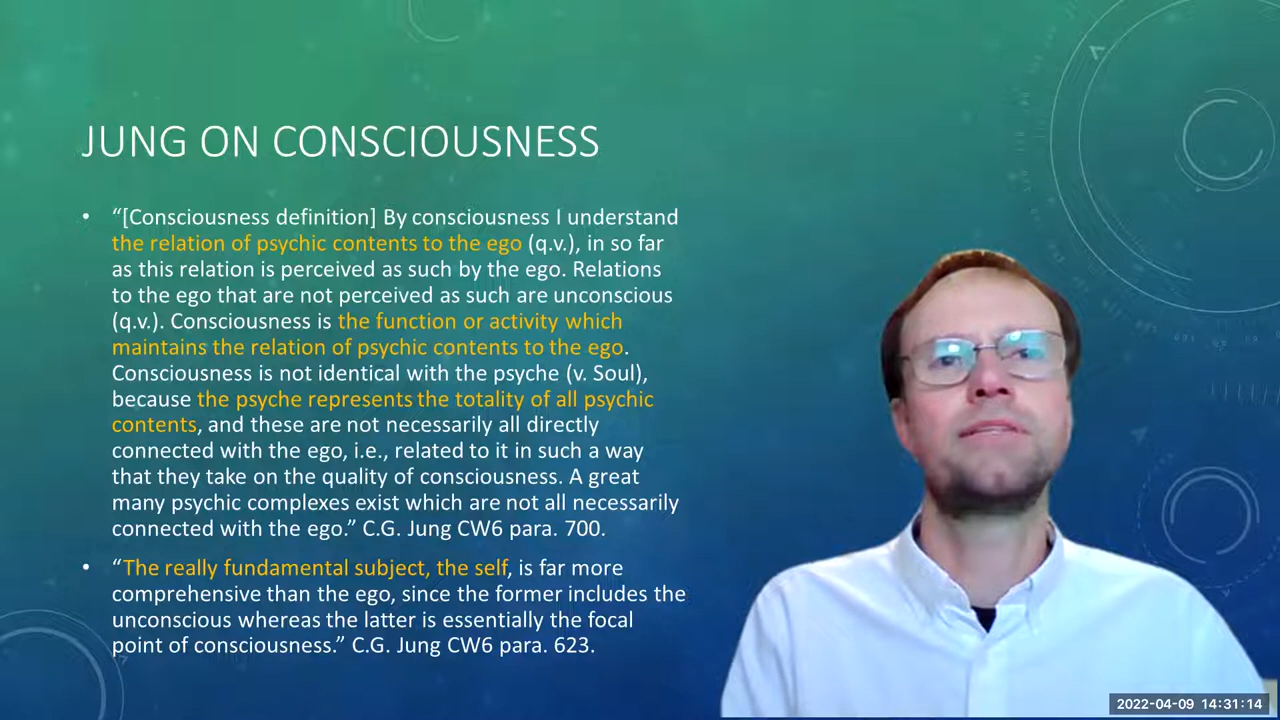 JUNG ON CONSCIOUSNESS
• “[Consciousness definition] By consciousness I understand
the relation of psychic contents to the ego (q.v.), in so far
as this relation is perceived as such by the ego. Relations
to the ego that are not perceived as such are unconscious
(q.v.). Consciousness is the function or activity which
maintains the relation of psychic contents to the ego.
Consciousness is not identical with the psyche (v. Soul),
because the psyche represents the totality of all psychic
contents, and these are not necessarily all directly
connected with the ego, i.e., related to it in such a way
that they take on the quality of consciousness. A great
many psychic complexes exist which are not all necessarily
connected with the ego.” C.G. Jung CW6 para. 700.
• “The really fundamental subject, the self, is far more
comprehensive than the ego, since the former includes the
unconscious whereas the latter is essentially the focal
point of consciousness.” C.G. Jung CW6 para. 623.
2022-04-09 14:31:14